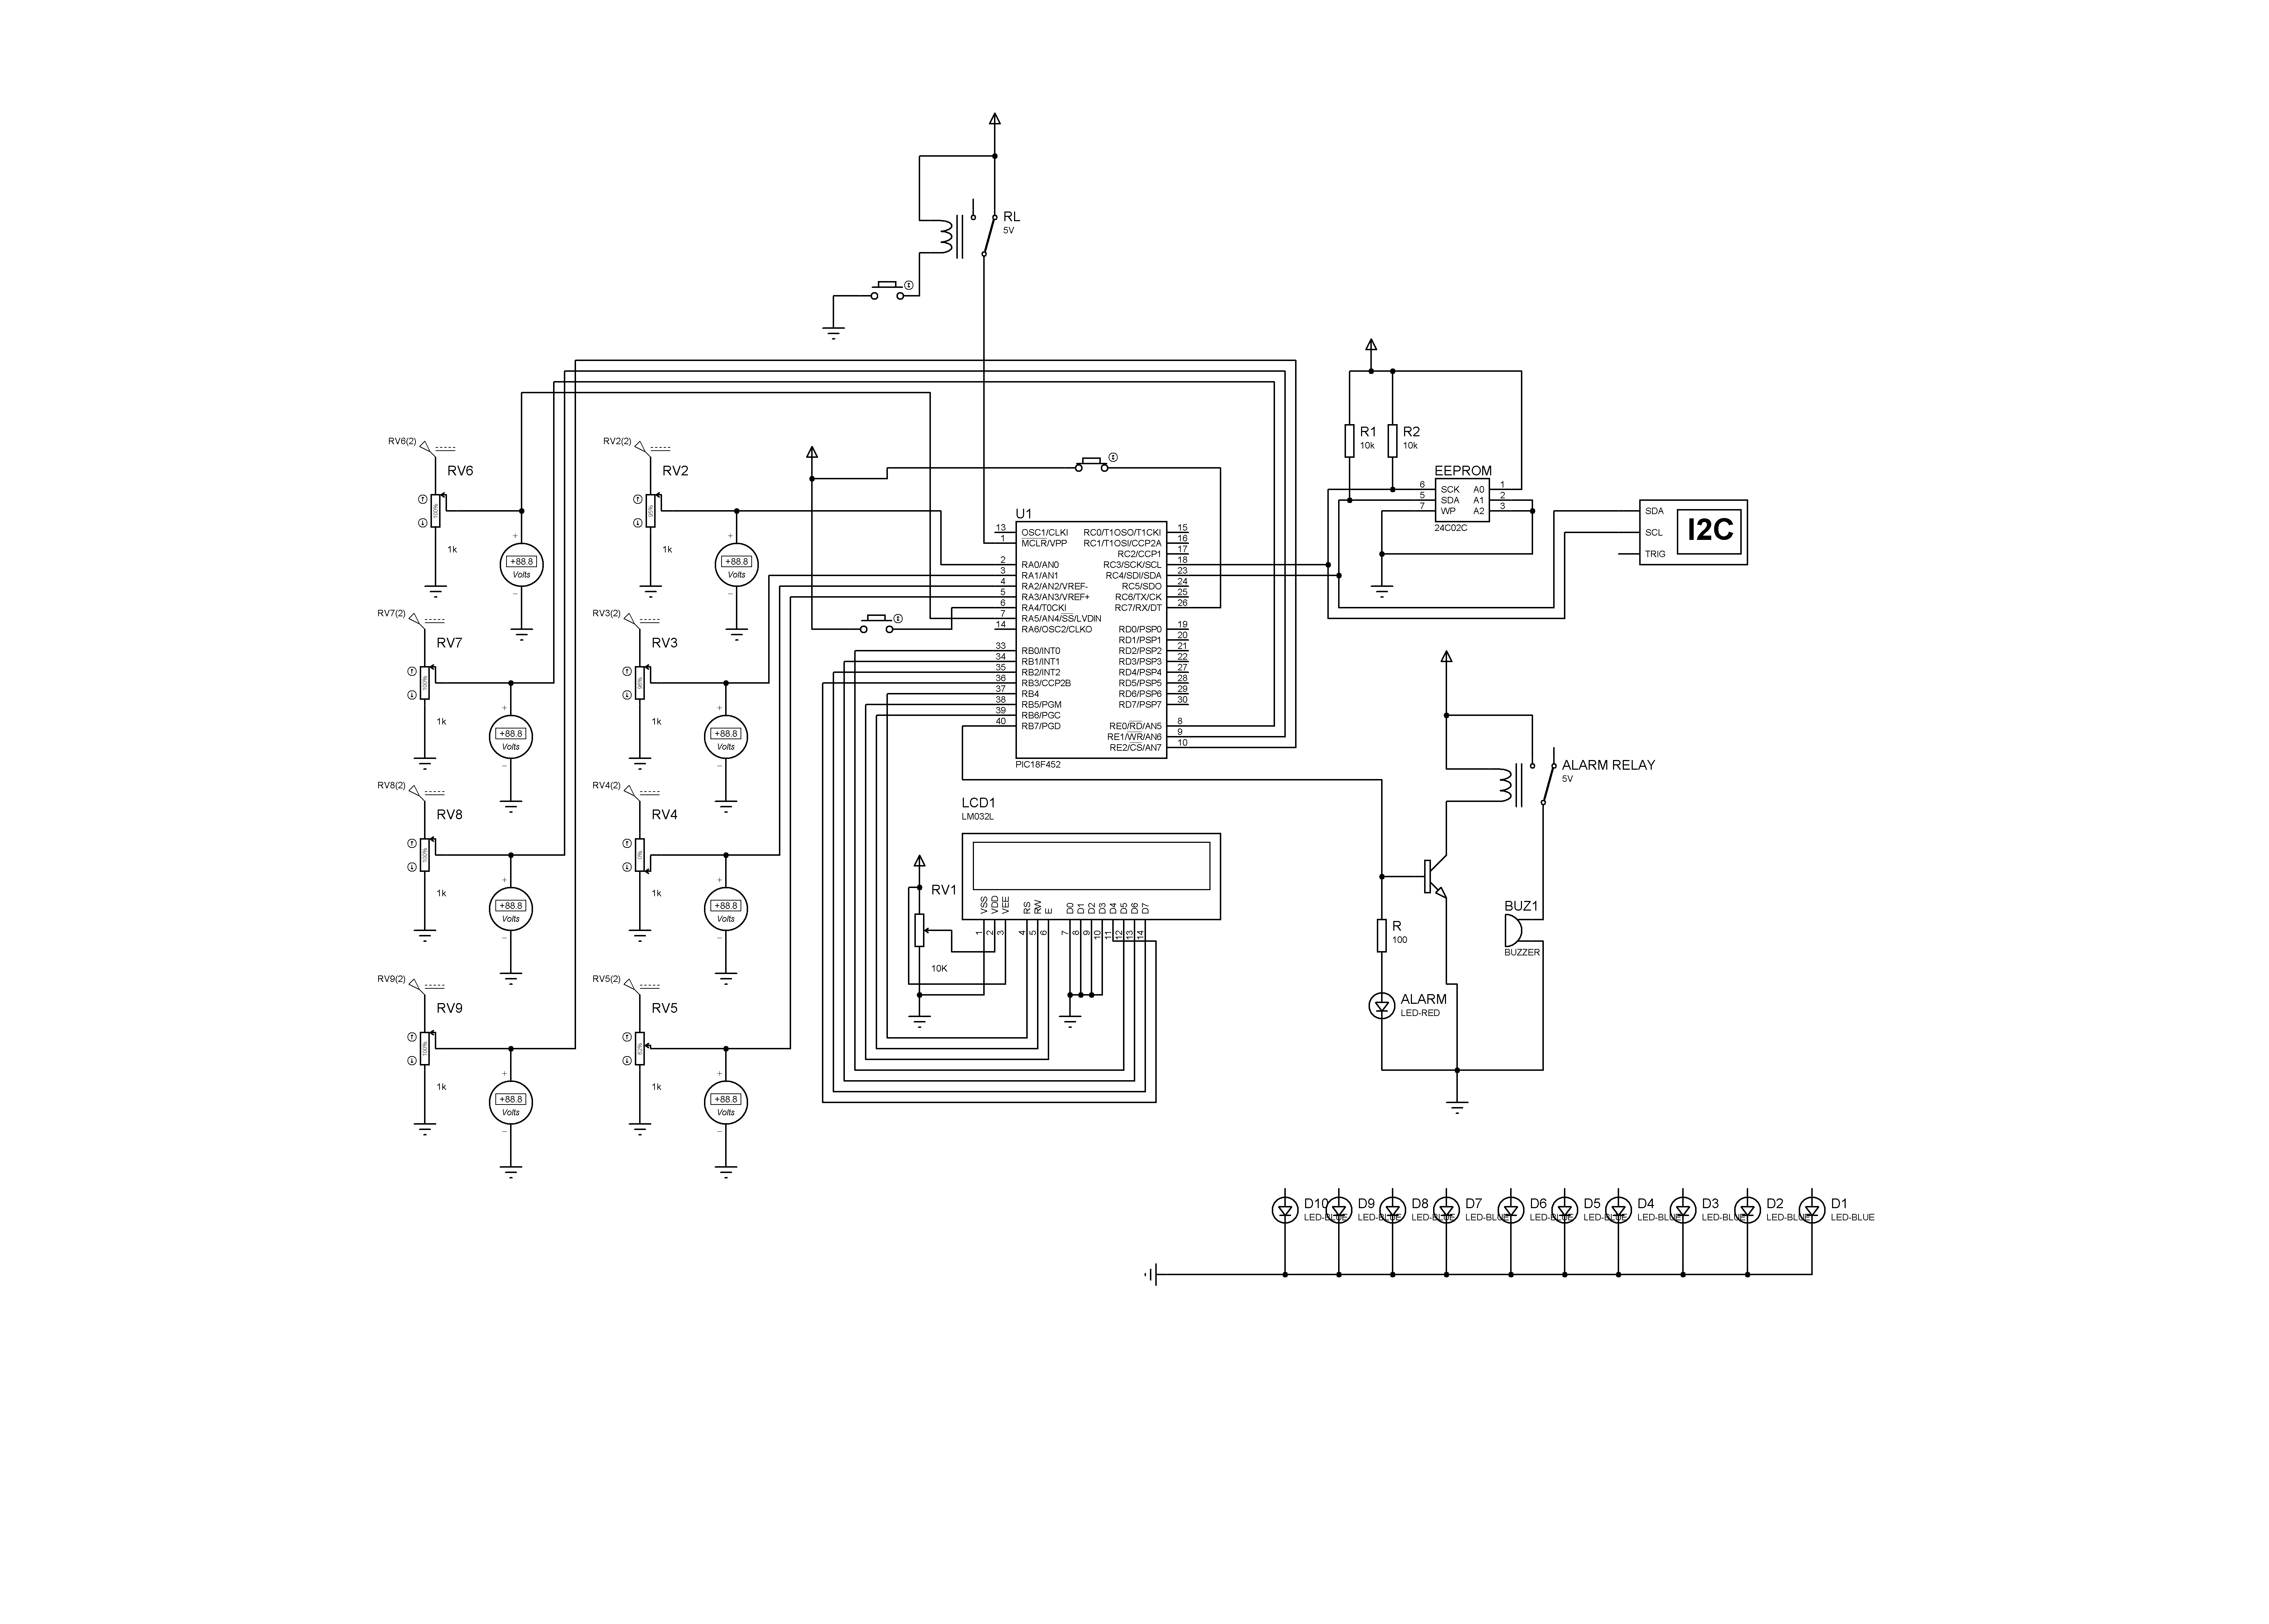 RL
5V
RV6(2)
RV6
100%
1k
+88.8
Volts
RV2(2)
RV2
95%
1k
+88.8
Volts
RV7(2)
RV7
100%
1k
+88.8
Volts
RV3(2)
RV3
96%
1k
+88.8
Volts
RV8(2)
RV8
100%
1k
+88.8
Volts
RV4(2)
RV4
0%
1k
+88.8
Volts
RV9(2)
RV9
100%
1k
+88.8
Volts
RV5(2)
RV5
62%
1k
+88.8
Volts
U1
13 OSC1/CLKI
1 MCLR/VPP
2 RA0/AN0
3 RA1/AN1
4 RA2/AN2/VREF-
5 RA3/AN3/VREF+
6 RA4/T0CKI
7 RA5/AN4/SS/LVDIN
14 RA6/OSC2/CLKO
33 RB0/INT0
34 RB1/INT1
35 RB2/INT2
36 RB3/CCP2B
37 RB4
38 RB5/PGM
39 RB6/PGC
40 RB7/PGD
RC0/T1OSO/T1CKI 15
RC1/T1OSI/CCP2A 16
RC2/CCP1 17
RC3/SCK/SCL 18
RC4/SDI/SDA 23
RC5/SDO 24
RC6/TX/CK 25
RC7/RX/DT 26
RD0/PSP0 19
RD1/PSP1 20
RD2/PSP2 21
RD3/PSP3 22
RD4/PSP4 27
RD5/PSP5 28
RD6/PSP6 29
RD7/PSP7 30
RE0/RD/AN5 8
RE1/WR/AN6 9
RE2/CS/AN7 10
PIC18F452
R1
10k
R2
10k
EEPROM
6 SCK A0 1
5 SDA A1 2
7 WP A2 3
24C02C
SDA
SCL
TRIG
I2C
LCD1
LM032L
VSS VDD VEE RS RW E D0 D1 D2 D3 D4 D5 D6 D7
1 2 3 4 5 6 7 8 9 10 11 12 13 14
RV1
10K
ALARM RELAY
5V
BUZ1
BUZZER
R
100
ALARM
LED-RED
D10 D9 D8 D7 D6 D5 D4 D3 D2 D1
LED-BLUE LED-BLUE LED-BLUE LED-BLUE LED-BLUE LED-BLUE LED-BLUE LED-BLUE LED-BLUE LED-BLUE